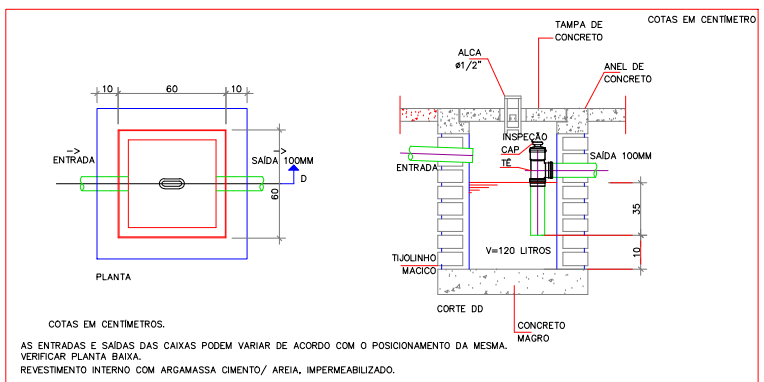 COTAS EM CENTÍMETRO
TAMPA DE
CONCRETO
ALCA
ø1/2"
ANEL DE
CONCRETO
10
60
10
->
ENTRADA
->
SAÍDA 100MM
D
60
PLANTA
INSPEÇÃO
CAP
TÊ
ENTRADA
SAÍDA 100MM
35
10
V=120 LITROS
TIJOLINHO
MACICO
CORTE DD
CONCRETO
MAGRO
COTAS EM CENTÍMETROS.
AS ENTRADAS E SAÍDAS DAS CAIXAS PODEM VARIAR DE ACORDO COM O POSICIONAMENTO DA MESMA.
VERIFICAR PLANTA BAIXA.
REVESTIMENTO INTERNO COM ARGAMASSA CIMENTO/ AREIA, IMPERMEABILIZADO.